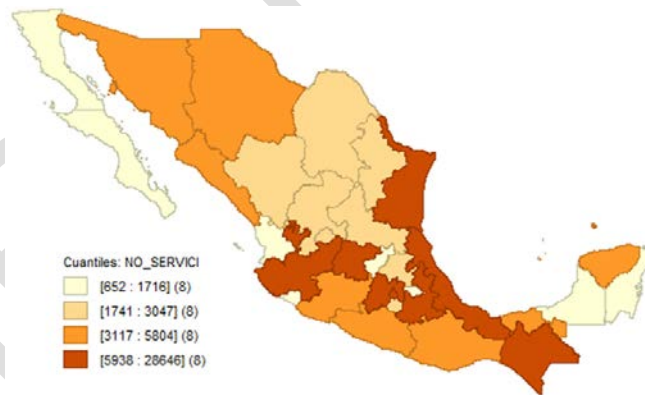 Cuantiles: NO_SERVICI
[652 : 1716] (8)
[1741 : 3047] (8)
[3117 : 5804] (8)
[5938 : 28646] (8)